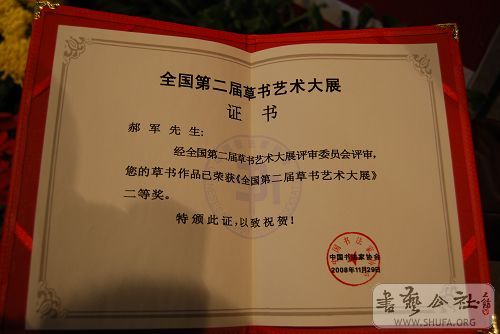 全国第二届草书艺术大展
证书
郝军先生:
经全国第二届草书艺术大展评审委员会评审,
您的草书作品已荣获《全国第二届草书艺术大展》
二等奖。
特颁此证,以致祝贺!
中国书法家协会
2008年11月29日
書藝公社
WWW.SHUFA.ORG